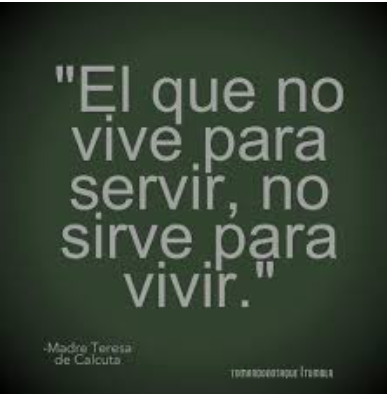 "El que no
vive para
servir, no
sirve para
vivir."
-Madre Teresa
de Calcuta